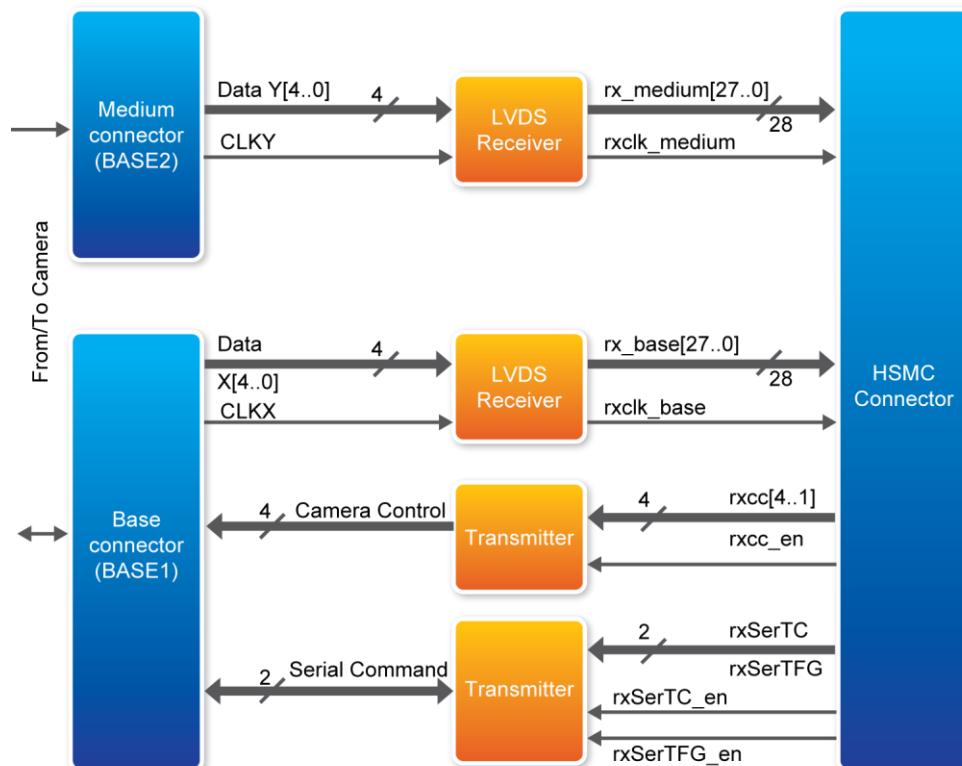 From/To Camera
Medium
connector
(BASE2)
Data Y[4..0]
4
CLKY
LVDS
Receiver
rx_medium[27..0]
28
rxclk_medium
HSMC
Connector
Base
connector
(BASE1)
Data
4
X[4..0]
CLKX
LVDS
Receiver
rx_base[27..0]
28
rxclk_base
4
Camera Control
Transmitter
rxcc[4..1]
4
rxcc_en
2
Serial Command
Transmitter
2
rxSerTC
rxSerTFG
rxSerTC_en
rxSerTFG_en